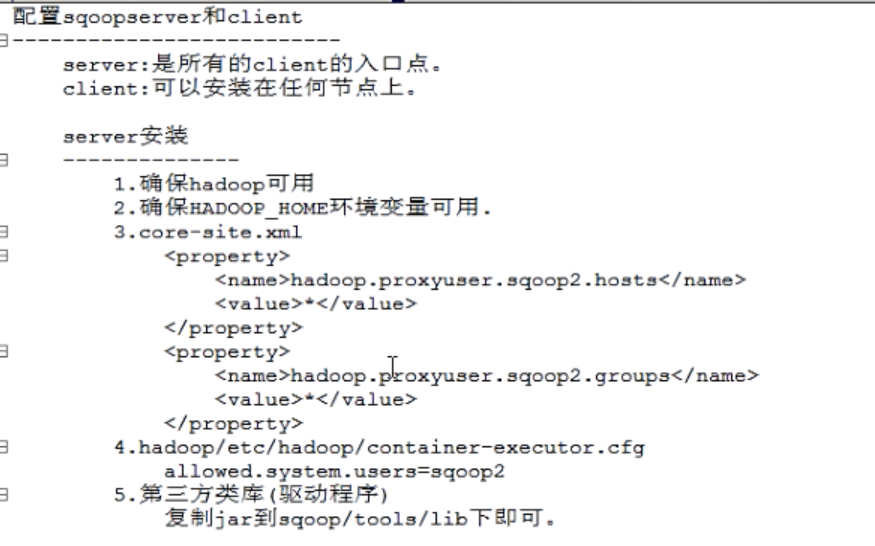 配置sqoopserver和client
--------------------------
server:是所有的client的入口点。
client:可以安装在任何节点上。
server安装
--------------
1.确保hadoop可用
2.确保HADOOP_HOME环境变量可用.
3.core-site.xml
<property>
<name>hadoop.proxyuser.sqoop2.hosts</name>
<value>*</value>
</property>
<property>
<name>hadoop.proxyuser.sqoop2.groups</name>
<value>*</value>
</property>
4.hadoop/etc/hadoop/container-executor.cfg
allowed.system.users=sqoop2
5.第三方类库(驱动程序)
复制jar到sqoop/tools/lib下即可。